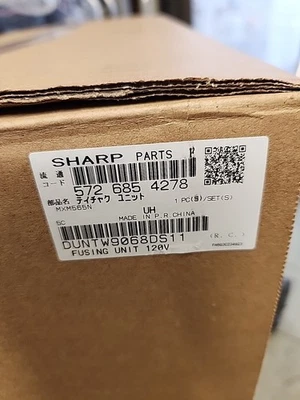 SHARP PARTS
流通
コード 572 685 4278
部品名 テイチャク ユニット 1 PC(S)/SET(S)
MXM565N
UH
SC MADE IN P.R.CHINA
DUNTW9068DS11 (R.C.)
FUSING UNIT 120V